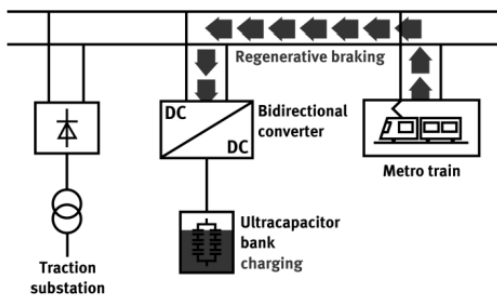 Regenerative braking
DC
DC
Bidirectional
converter
Metro train
Ultracapacitor
bank
charging
Traction
substation